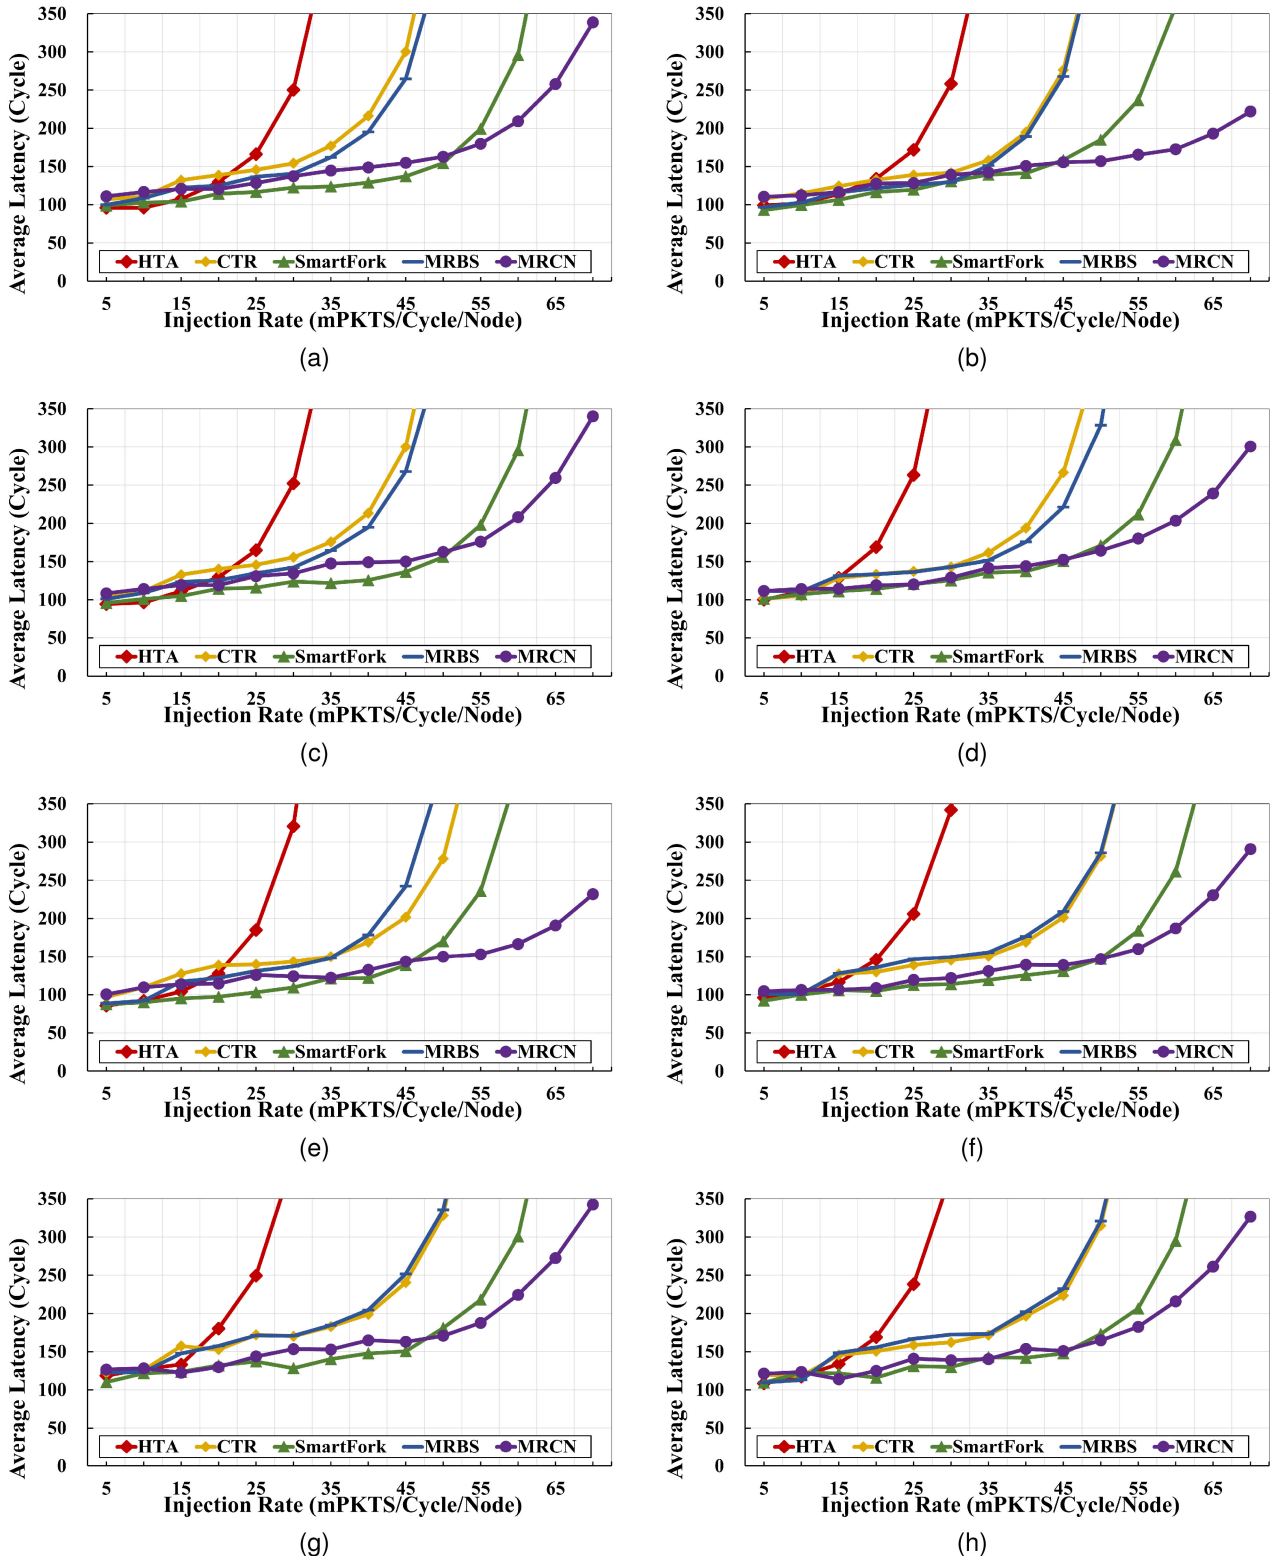 350 350
300 300
250 250
200 200
150 150
100 100
50 50
0 0
Average Latency (Cycle) Average Latency (Cycle)
HTA CTR SmartFork MRBS MRCN HTA CTR SmartFork MRBS MRCN
5 15 25 35 45 55 65 5 15 25 35 45 55 65
Injection Rate (mPKTS/Cycle/Node) Injection Rate (mPKTS/Cycle/Node)
(a) (b)
350 350
300 300
250 250
200 200
150 150
100 100
50 50
0 0
Average Latency (Cycle) Average Latency (Cycle)
HTA CTR SmartFork MRBS MRCN HTA CTR SmartFork MRBS MRCN
5 15 25 35 45 55 65 5 15 25 35 45 55 65
Injection Rate (mPKTS/Cycle/Node) Injection Rate (mPKTS/Cycle/Node)
(c) (d)
350 350
300 300
250 250
200 200
150 150
100 100
50 50
0 0
Average Latency (Cycle) Average Latency (Cycle)
HTA CTR SmartFork MRBS MRCN HTA CTR SmartFork MRBS MRCN
5 15 25 35 45 55 65 5 15 25 35 45 55 65
Injection Rate (mPKTS/Cycle/Node) Injection Rate (mPKTS/Cycle/Node)
(e) (f)
350 350
300 300
250 250
200 200
150 150
100 100
50 50
0 0
Average Latency (Cycle) Average Latency (Cycle)
HTA CTR SmartFork MRBS MRCN HTA CTR SmartFork MRBS MRCN
5 15 25 35 45 55 65 5 15 25 35 45 55 65
Injection Rate (mPKTS/Cycle/Node) Injection Rate (mPKTS/Cycle/Node)
(g) (h)